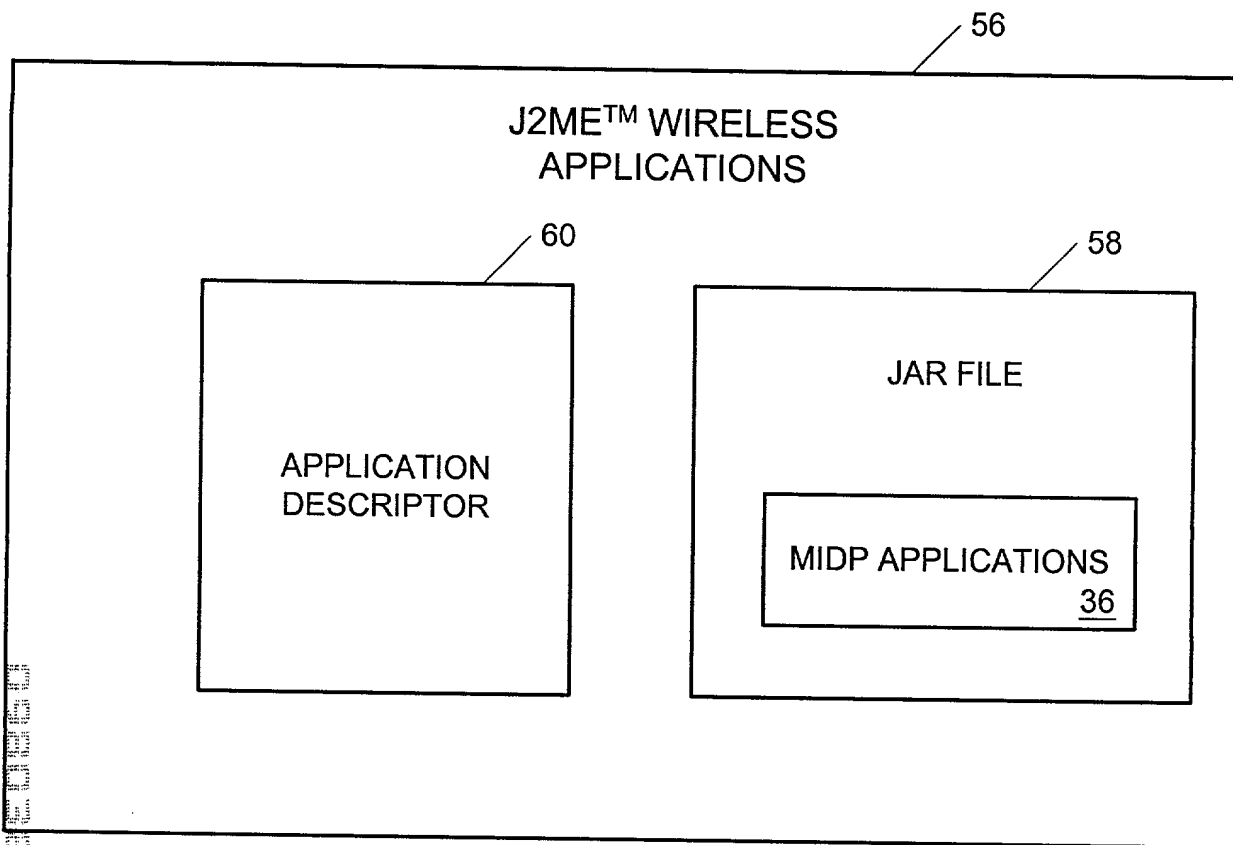 56
J2ME™ WIRELESS
APPLICATIONS
60
58
JAR FILE
APPLICATION
DESCRIPTOR
MIDP APPLICATIONS
36